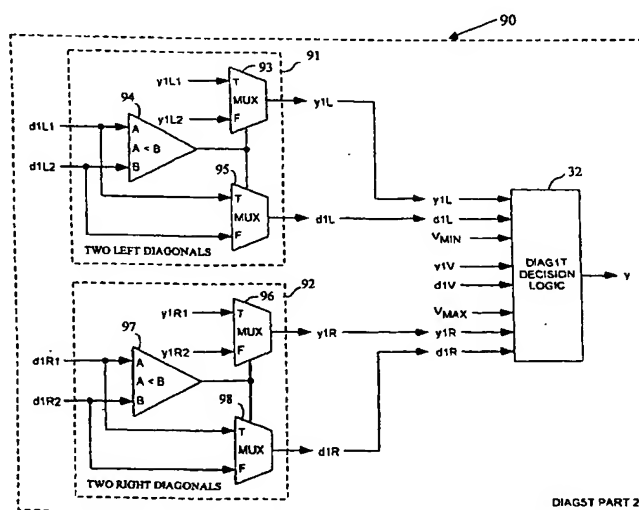 90
91
93
y1L1
T
MUX
y1L
94
y1L2
F
d1L1
A
A < B
d1L2
B
95
T
MUX
d1L
F
TWO LEFT DIAGONALS
y1L
d1L
VMIN
y1V
d1V
VMAX
y1R
d1R
32
DIAG1T
DECISION
LOGIC
y
92
96
y1R1
T
MUX
y1R
97
y1R2
F
d1R1
A
A < B
d1R2
B
98
T
MUX
d1R
F
TWO RIGHT DIAGONALS
DIAG5T PART 2